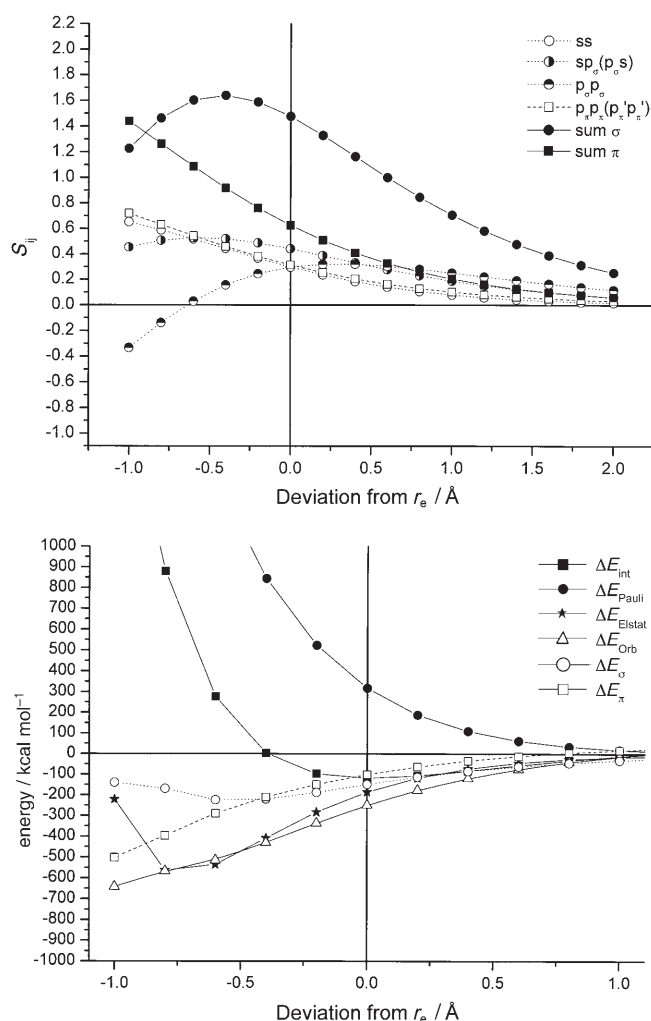 2.2
2.0
1.8
1.6
1.4
1.2
1.0
0.8
0.6
0.4
0.2
0.0
-0.2
-0.4
-0.6
-0.8
-1.0
S_ij
ss
sp_σ(p_σs)
p_σp_σ
p_πp_π(p_π'p_π')
sum σ
sum π
-1.0 -0.5 0.0 0.5 1.0 1.5 2.0
Deviation from r_e / Å
1000
900
800
700
600
500
400
300
200
100
0
-100
-200
-300
-400
-500
-600
-700
-800
-900
-1000
energy / kcal mol⁻¹
ΔE_int
ΔE_Pauli
ΔE_Elstat
ΔE_Orb
ΔE_σ
ΔE_π
-1.0 -0.5 0.0 0.5 1.0
Deviation from r_e / Å